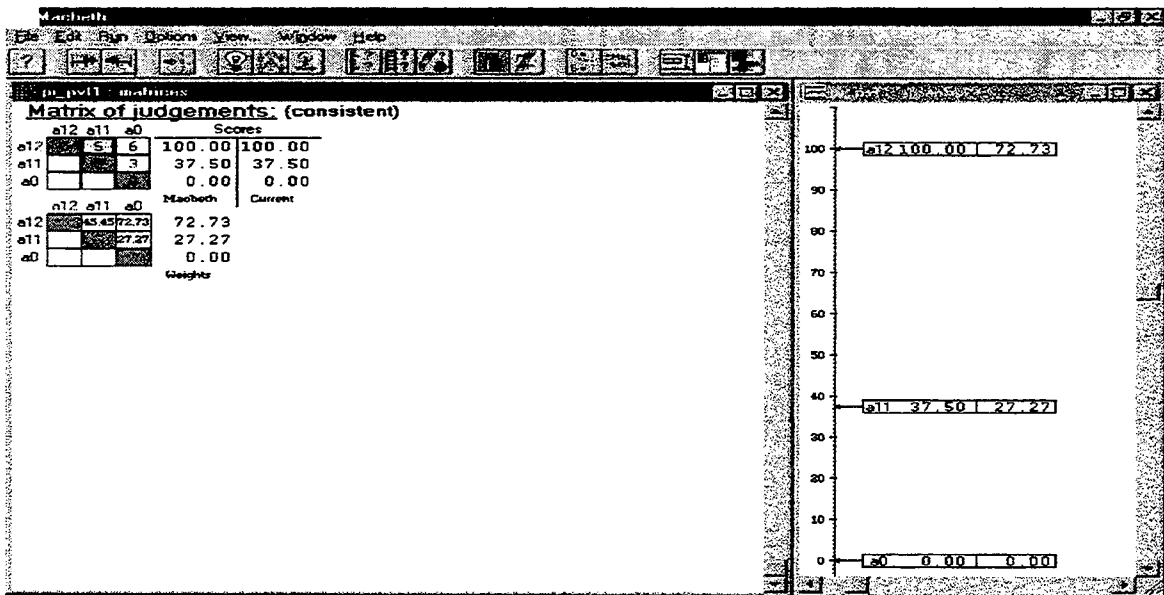 Macbeth
File Edit Run Options View... Window Help
?
pi_pvl1 : matrices
Matrix of judgements: (consistent)
a12 a11 a0 Scores
a12 5 6 100.00 100.00
a11 3 37.50 37.50
a0 0.00 0.00
Macbeth Current
a12 a11 a0
a12 45.45 72.73 72.73
a11 27.27 27.27
a0 0.00
Weights
100 a12 100.00 72.73
90
80
70
60
50
40
a11 37.50 27.27
30
20
10
0 a0 0.00 0.00